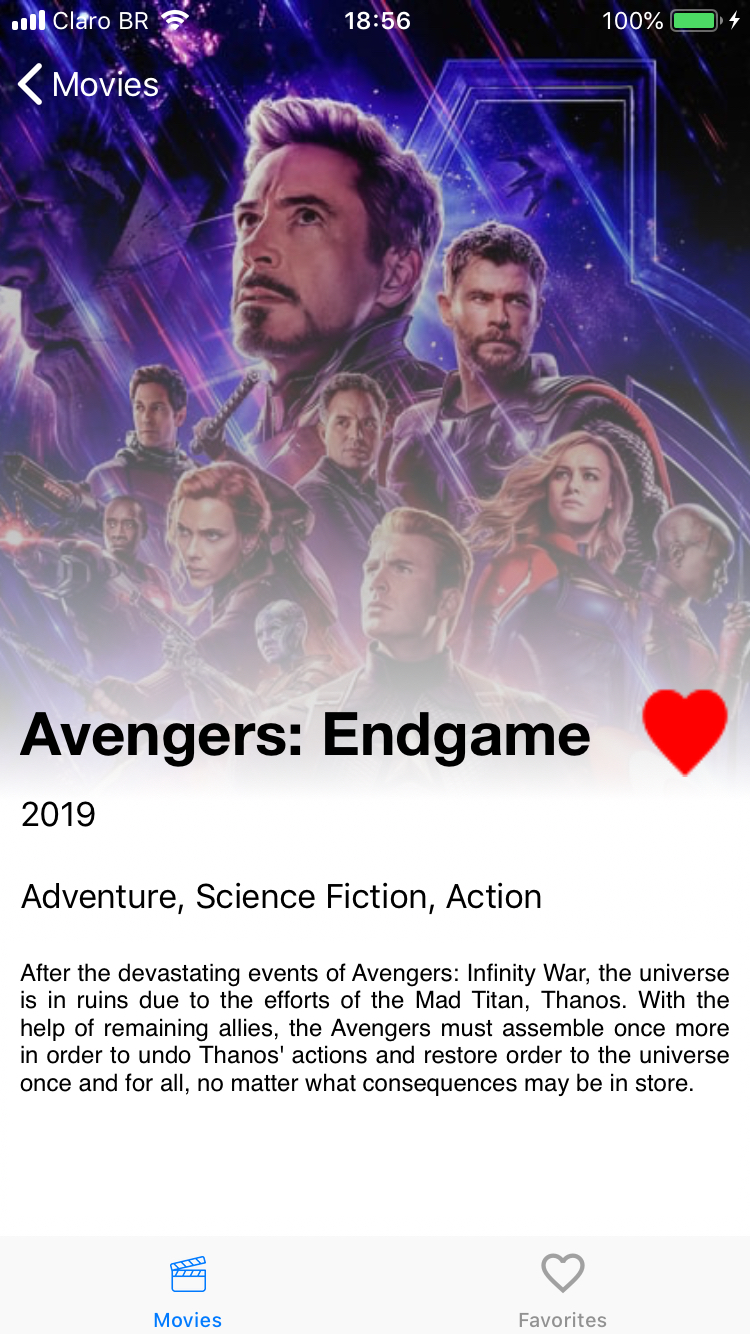 Claro BR 18:56 100%
Movies
Avengers: Endgame
2019
Adventure, Science Fiction, Action
After the devastating events of Avengers: Infinity War, the universe
is in ruins due to the efforts of the Mad Titan, Thanos. With the
help of remaining allies, the Avengers must assemble once more
in order to undo Thanos' actions and restore order to the universe
once and for all, no matter what consequences may be in store.
Movies Favorites